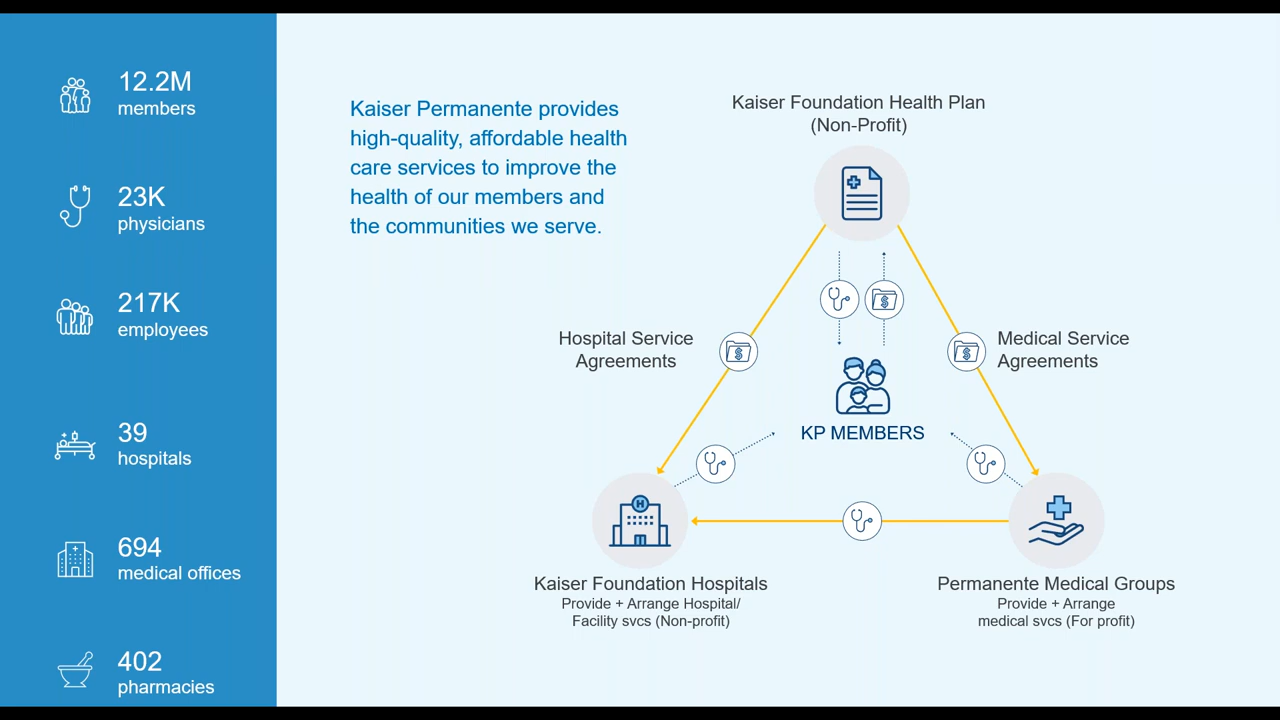 12.2M
members
23K
physicians
217K
employees
39
hospitals
694
medical offices
402
pharmacies
Kaiser Permanente provides
high-quality, affordable health
care services to improve the
health of our members and
the communities we serve.
Kaiser Foundation Health Plan
(Non-Profit)
Hospital Service
Agreements
$
$
$
Medical Service
Agreements
KP MEMBERS
H
Kaiser Foundation Hospitals
Provide + Arrange Hospital/
Facility svcs (Non-profit)
Permanente Medical Groups
Provide + Arrange
medical svcs (For profit)